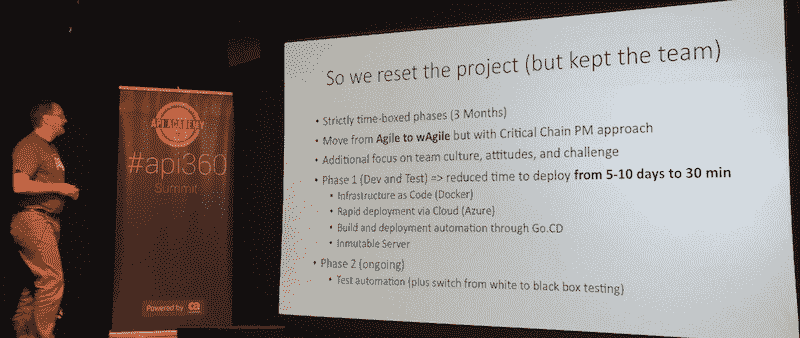 API ACADEMY
#api360
Summit
Powered by ca
So we reset the project (but kept the team)
• Strictly time-boxed phases (3 Months)
• Move from Agile to wAgile but with Critical Chain PM approach
• Additional focus on team culture, attitudes, and challenge
• Phase 1 (Dev and Test) => reduced time to deploy from 5-10 days to 30 min
• Infrastructure as Code (Docker)
• Rapid deployment via Cloud (Azure)
• Build and deployment automation through Go.CD
• Inmutable Server
• Phase 2 (ongoing)
• Test automation (plus switch from white to black box testing)